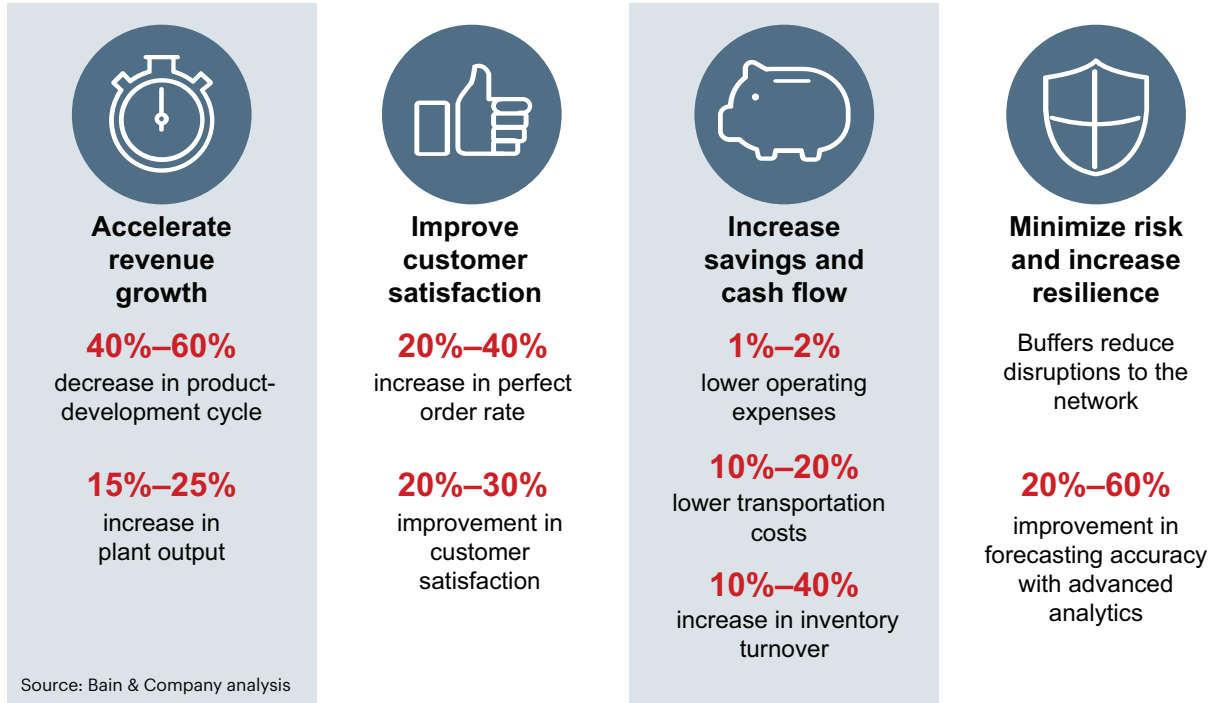 Accelerate
revenue
growth
40%–60%
decrease in product-
development cycle
15%–25%
increase in
plant output
Improve
customer
satisfaction
20%–40%
increase in perfect
order rate
20%–30%
improvement in
customer
satisfaction
Increase
savings and
cash flow
1%–2%
lower operating
expenses
10%–20%
lower transportation
costs
10%–40%
increase in inventory
turnover
Minimize risk
and increase
resilience
Buffers reduce
disruptions to the
network
20%–60%
improvement in
forecasting accuracy
with advanced
analytics
Source: Bain & Company analysis